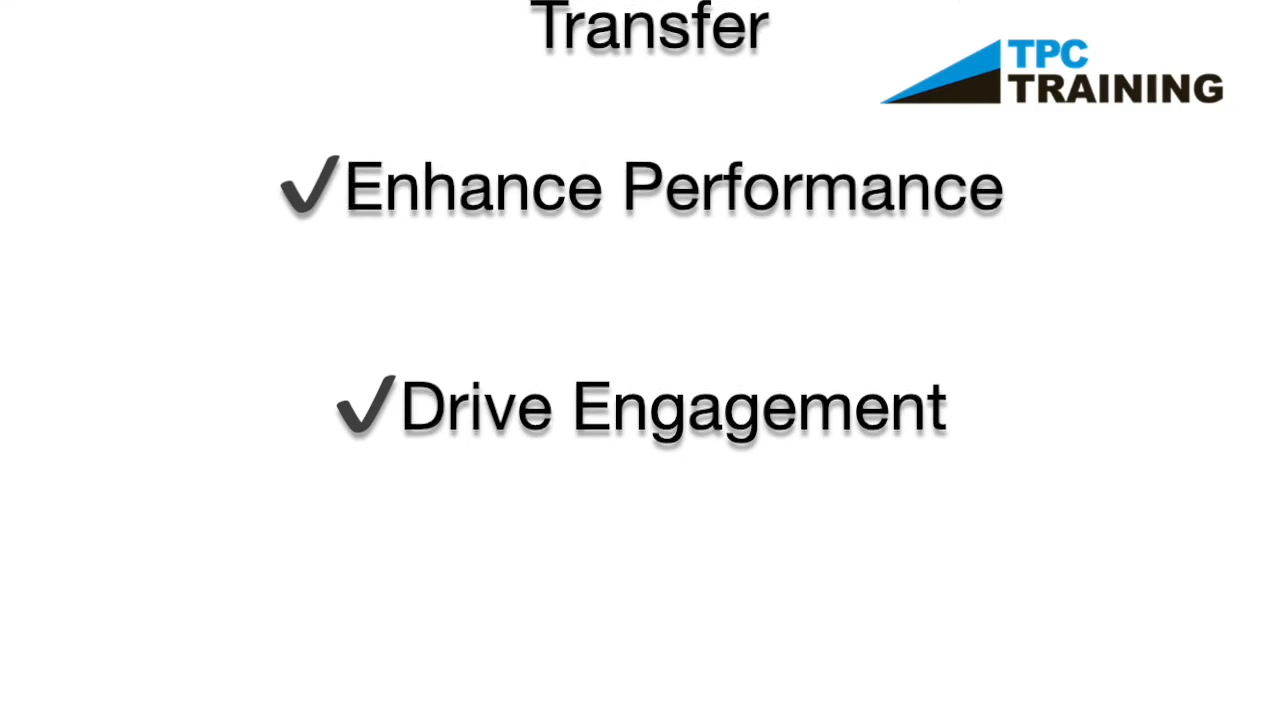 Transfer
TPC
TRAINING
✔Enhance Performance
✔Drive Engagement